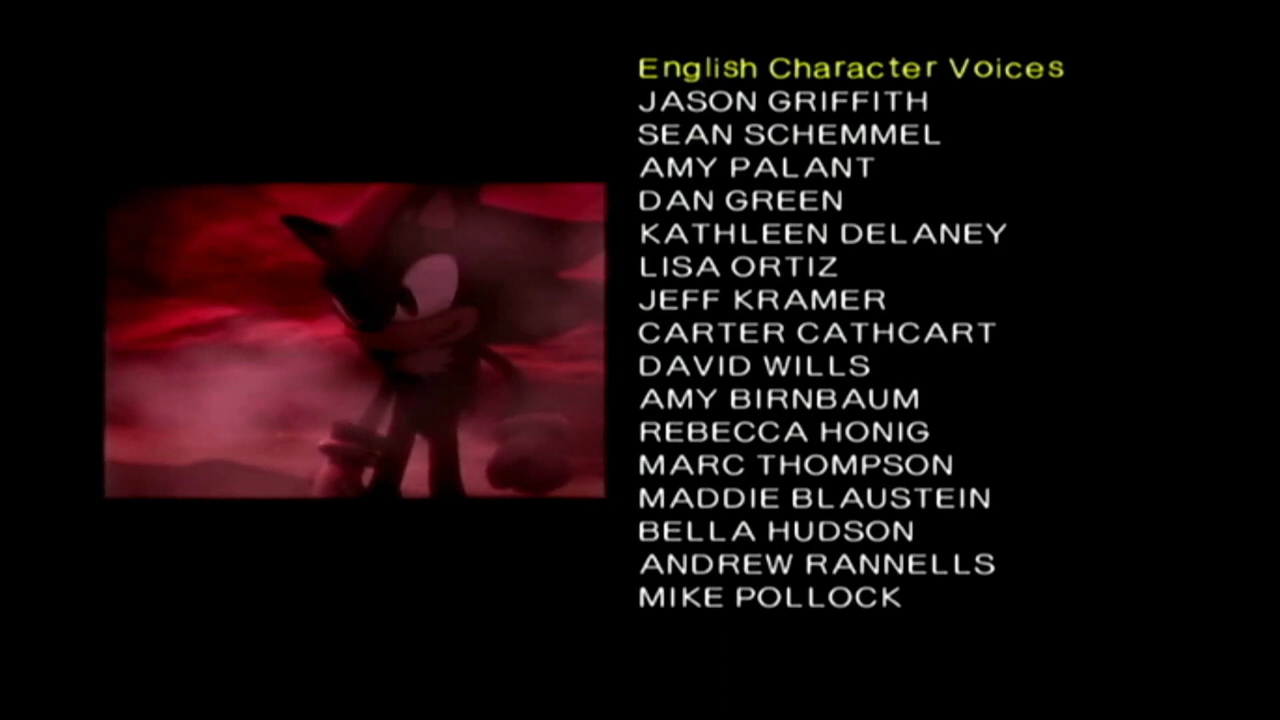 English Character Voices
JASON GRIFFITH
SEAN SCHEMMEL
AMY PALANT
DAN GREEN
KATHLEEN DELANEY
LISA ORTIZ
JEFF KRAMER
CARTER CATHCART
DAVID WILLS
AMY BIRNBAUM
REBECCA HONIG
MARC THOMPSON
MADDIE BLAUSTEIN
BELLA HUDSON
ANDREW RANNELLS
MIKE POLLOCK